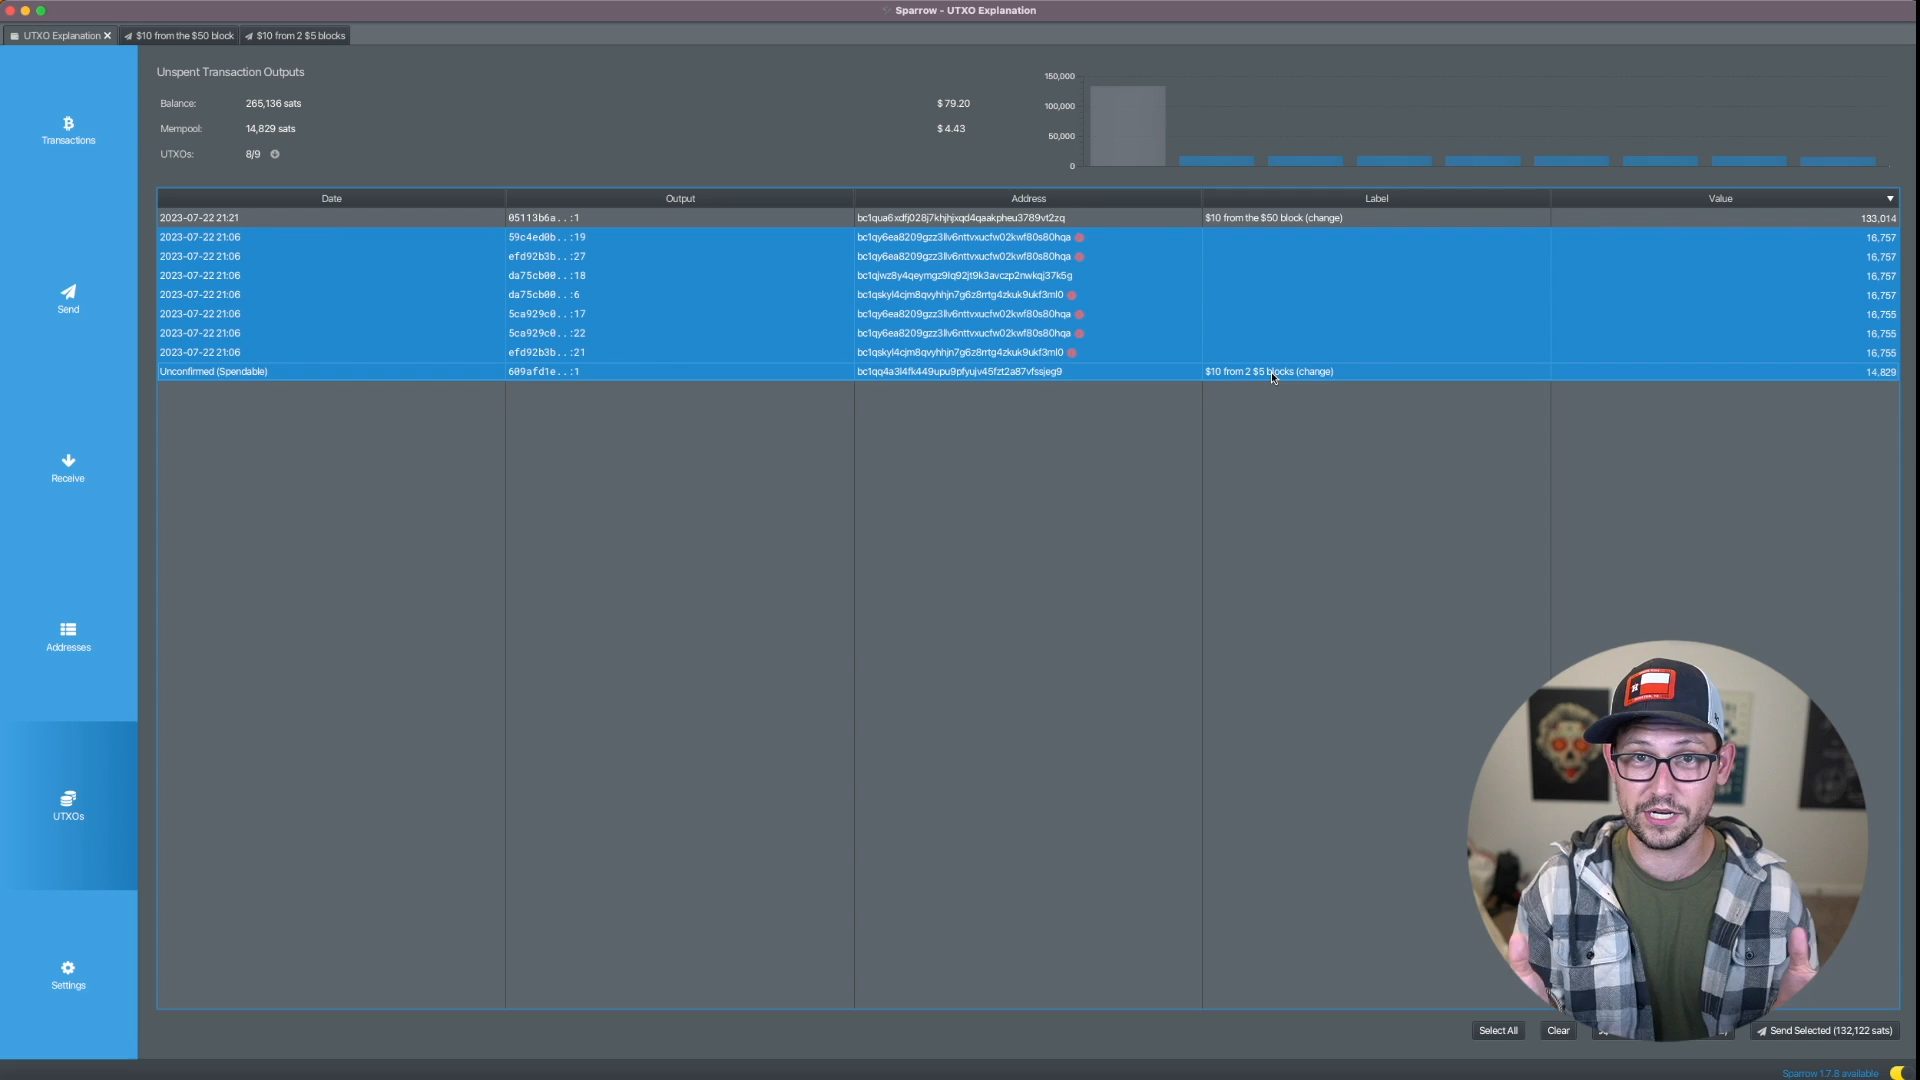 Sparrow - UTXO Explanation
UTXO Explanation
$10 from the $50 block
$10 from 2 $5 blocks
Transactions
Send
Receive
Addresses
UTXOs
Settings
Unspent Transaction Outputs
Balance: 265,136 sats $ 79.20
Mempool: 14,829 sats $ 4.43
UTXOs: 8/9
150,000
100,000
50,000
0
Date Output Address Label Value
2023-07-22 21:21 05113b6a..:1 bc1qua6xdfj028j7khjhjxqd4qaakpheu3789vt2zq $10 from the $50 block (change) 133,014
2023-07-22 21:06 59c4ed0b..:19 bc1qy6ea8209gzz3llv6nttvxucfw02kwf80s80hqa 16,757
2023-07-22 21:06 efd92b3b..:27 bc1qy6ea8209gzz3llv6nttvxucfw02kwf80s80hqa 16,757
2023-07-22 21:06 da75cb00..:18 bc1qjwz8y4qeymgz9lq92jt9k3avczp2nwkqj37k5g 16,757
2023-07-22 21:06 da75cb00..:6 bc1qskyl4cjm8qvyhhjn7g6z8rrtg4zkuk9ukf3ml0 16,757
2023-07-22 21:06 5ca929c0..:17 bc1qy6ea8209gzz3llv6nttvxucfw02kwf80s80hqa 16,755
2023-07-22 21:06 5ca929c0..:22 bc1qy6ea8209gzz3llv6nttvxucfw02kwf80s80hqa 16,755
2023-07-22 21:06 efd92b3b..:21 bc1qskyl4cjm8qvyhhjn7g6z8rrtg4zkuk9ukf3ml0 16,755
Unconfirmed (Spendable) 609afd1e..:1 bc1qq4a3l4fk449upu9pfyujv45fzt2a87vfssjeg9 $10 from 2 $5 blocks (change) 14,829
Select All
Clear
Send Selected (132,122 sats)
Sparrow 1.7.8 available